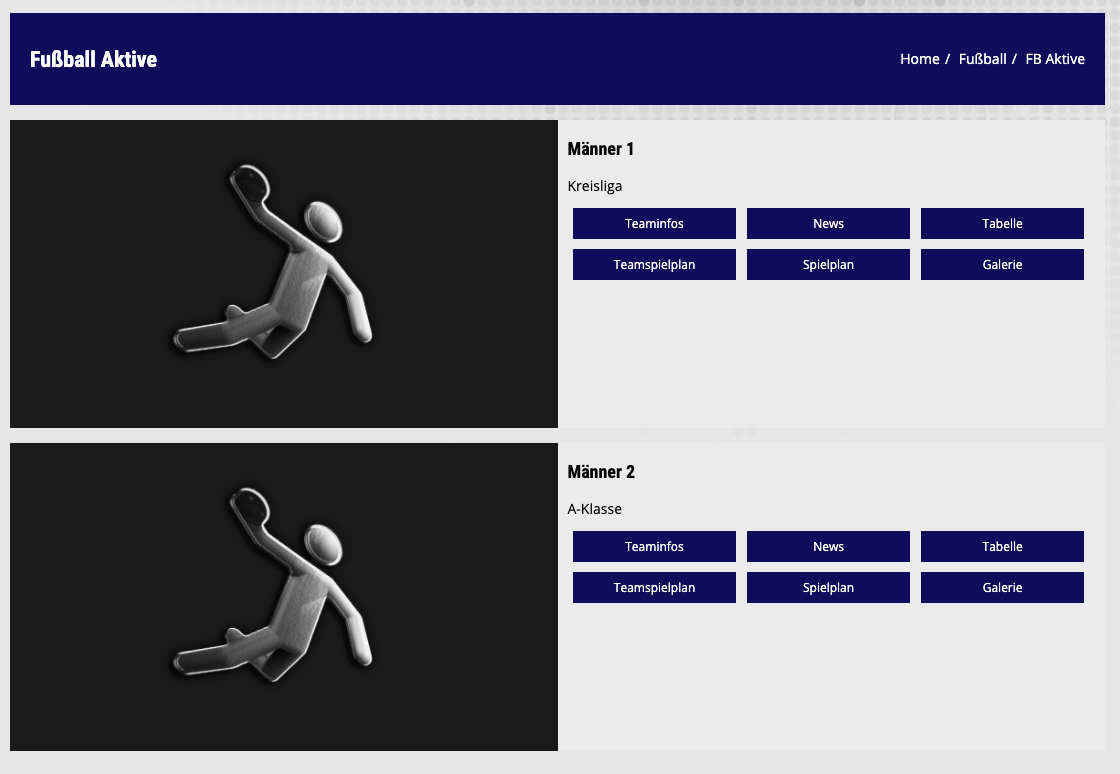 Fußball Aktive
Home / Fußball / FB Aktive
Männer 1
Kreisliga
Teaminfos News Tabelle
Teamspielplan Spielplan Galerie
Männer 2
A-Klasse
Teaminfos News Tabelle
Teamspielplan Spielplan Galerie